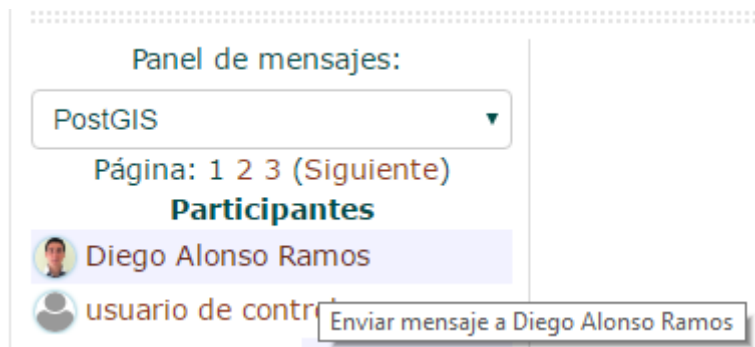 Panel de mensajes:
PostGIS
Página: 1 2 3 (Siguiente)
Participantes
Diego Alonso Ramos
usuario de
Enviar mensaje a Diego Alonso Ramos